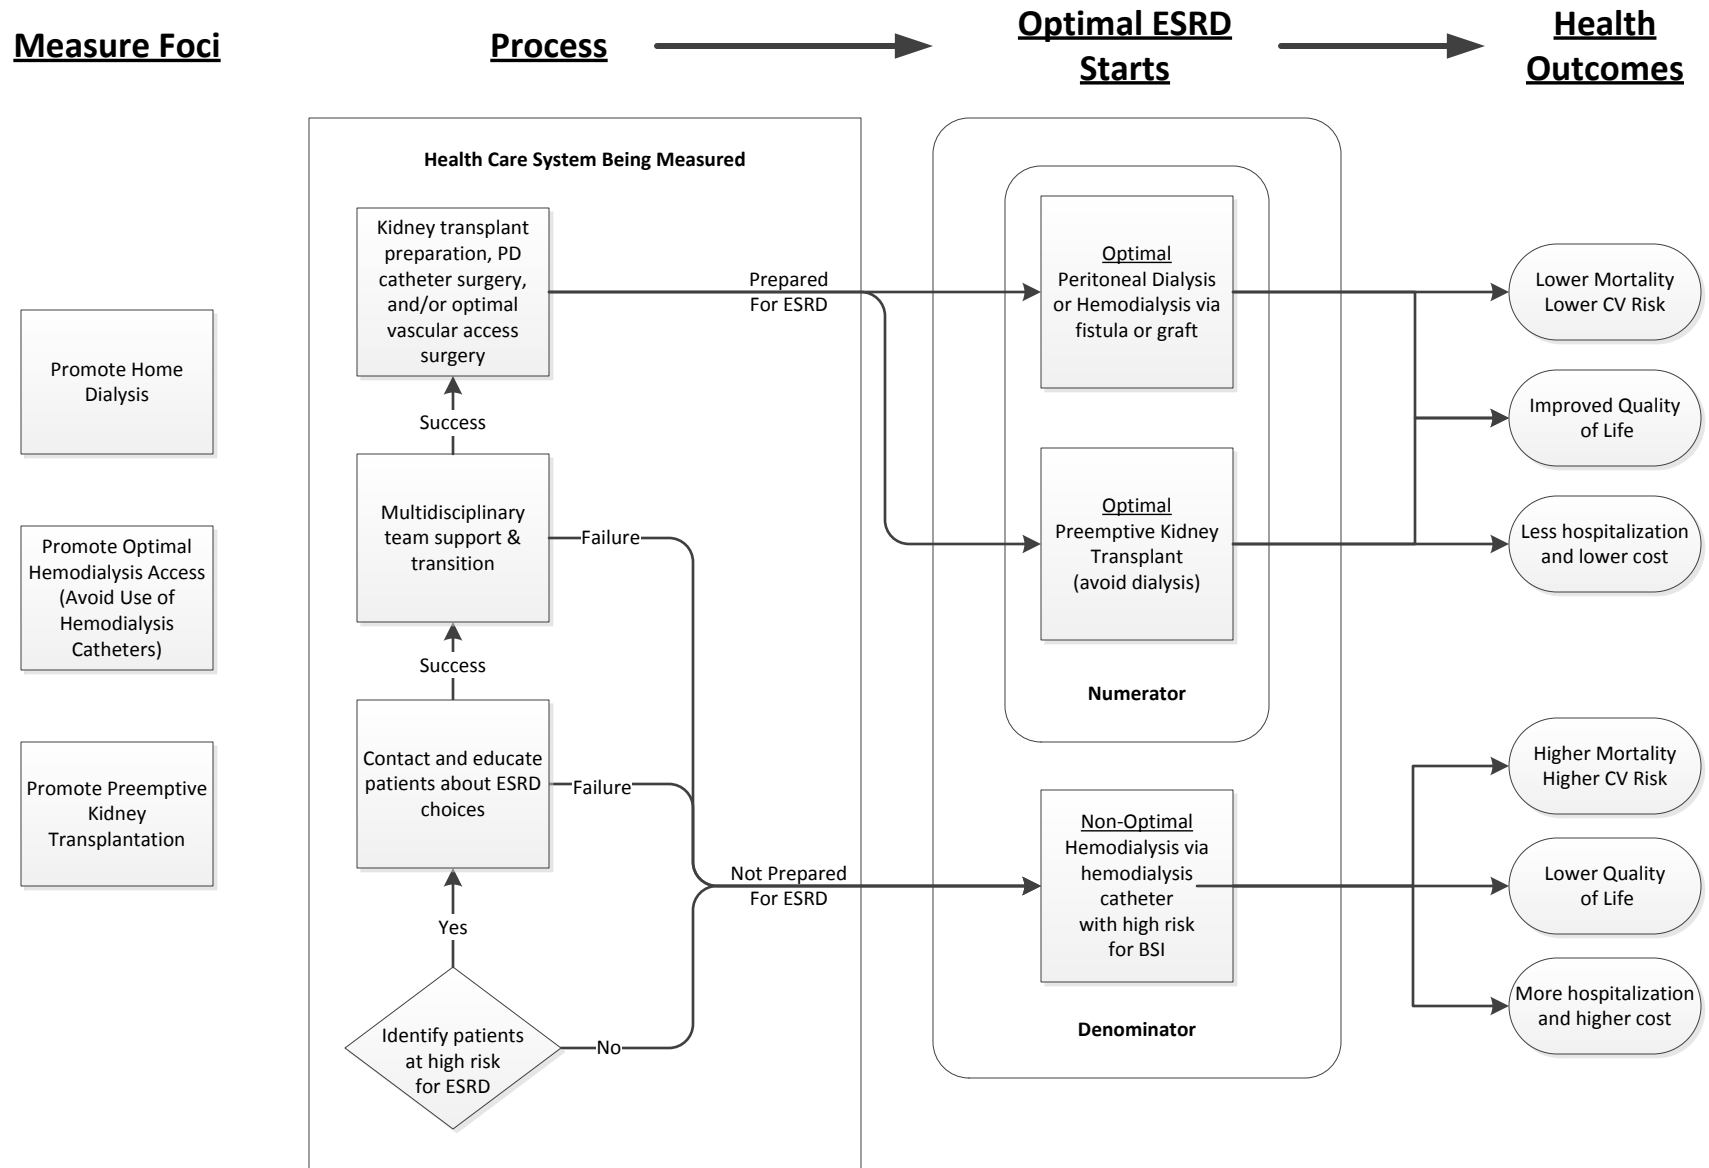 Measure Foci
Process
Optimal ESRD
Starts
Health
Outcomes
Promote Home
Dialysis
Promote Optimal
Hemodialysis Access
(Avoid Use of
Hemodialysis
Catheters)
Promote Preemptive
Kidney
Transplantation
Health Care System Being Measured
Kidney transplant
preparation, PD
catheter surgery,
and/or optimal
vascular access
surgery
Success
Multidisciplinary
team support &
transition
Failure
Success
Contact and educate
patients about ESRD
choices
Failure
Yes
Identify patients
at high risk
for ESRD
No
Prepared
For ESRD
Not Prepared
For ESRD
Optimal
Peritoneal Dialysis
or Hemodialysis via
fistula or graft
Optimal
Preemptive Kidney
Transplant
(avoid dialysis)
Numerator
Non-Optimal
Hemodialysis via
hemodialysis
catheter
with high risk
for BSI
Denominator
Lower Mortality
Lower CV Risk
Improved Quality
of Life
Less hospitalization
and lower cost
Higher Mortality
Higher CV Risk
Lower Quality
of Life
More hospitalization
and higher cost